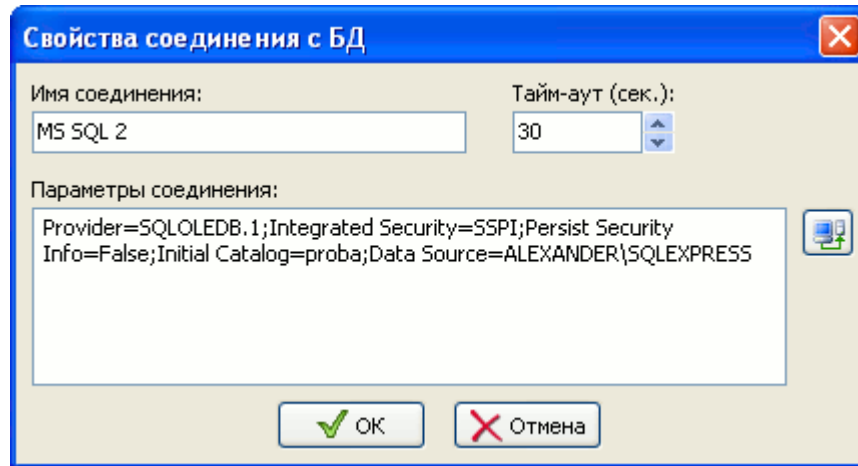 Свойства соединения с БД
Имя соединения:
Тайм-аут (сек.):
MS SQL 2
30
Параметры соединения:
Provider=SQLOLEDB.1;Integrated Security=SSPI;Persist Security
Info=False;Initial Catalog=proba;Data Source=ALEXANDER\SQLEXPRESS
ОК
Отмена